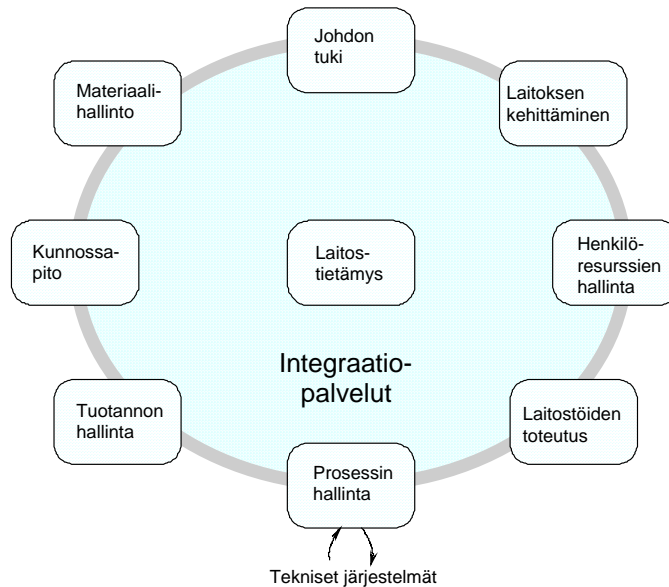 Johdon
tuki
Materiaali-
hallinto
Laitoksen
kehittäminen
Kunnossa-
pito
Laitos-
tietämys
Henkilö-
resurssien
hallinta
Integraatio-
palvelut
Tuotannon
hallinta
Laitostöiden
toteutus
Prosessin
hallinta
Tekniset järjestelmät